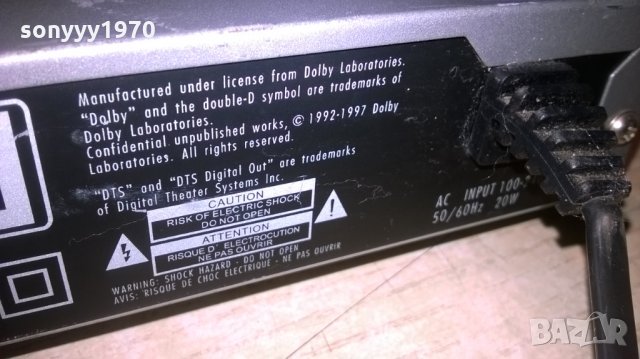 sonyyy1970
Manufactured under license from Dolby Laboratories.
"Dolby" and the double-D symbol are trademarks of
Dolby Laboratories.
Confidential unpublished works, © 1992-1997 Dolby
Laboratories. All rights reserved.
"DTS" and "DTS Digital Out" are trademarks
of Digital Theater Systems Inc.
CAUTION
RISK OF ELECTRIC SHOCK
DO NOT OPEN
ATTENTION
RISQUE D' ELECTROCUTION
NE PAS OUVRIR
WARNING: SHOCK HAZARD - DO NOT OPEN
AVIS: RISQUE DE CHOC ELECTRIQUE - NE PAS OUVRIR
AC INPUT 100-
50/60Hz 20W
BAZAR
bg